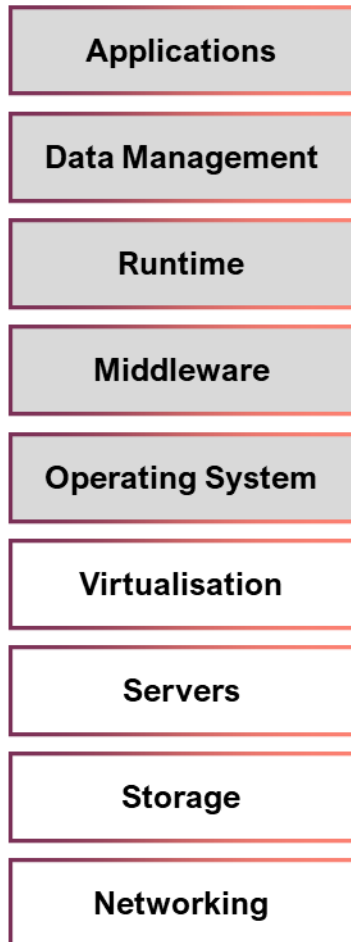 Applications
Data Management
Runtime
Middleware
Operating System
Virtualisation
Servers
Storage
Networking